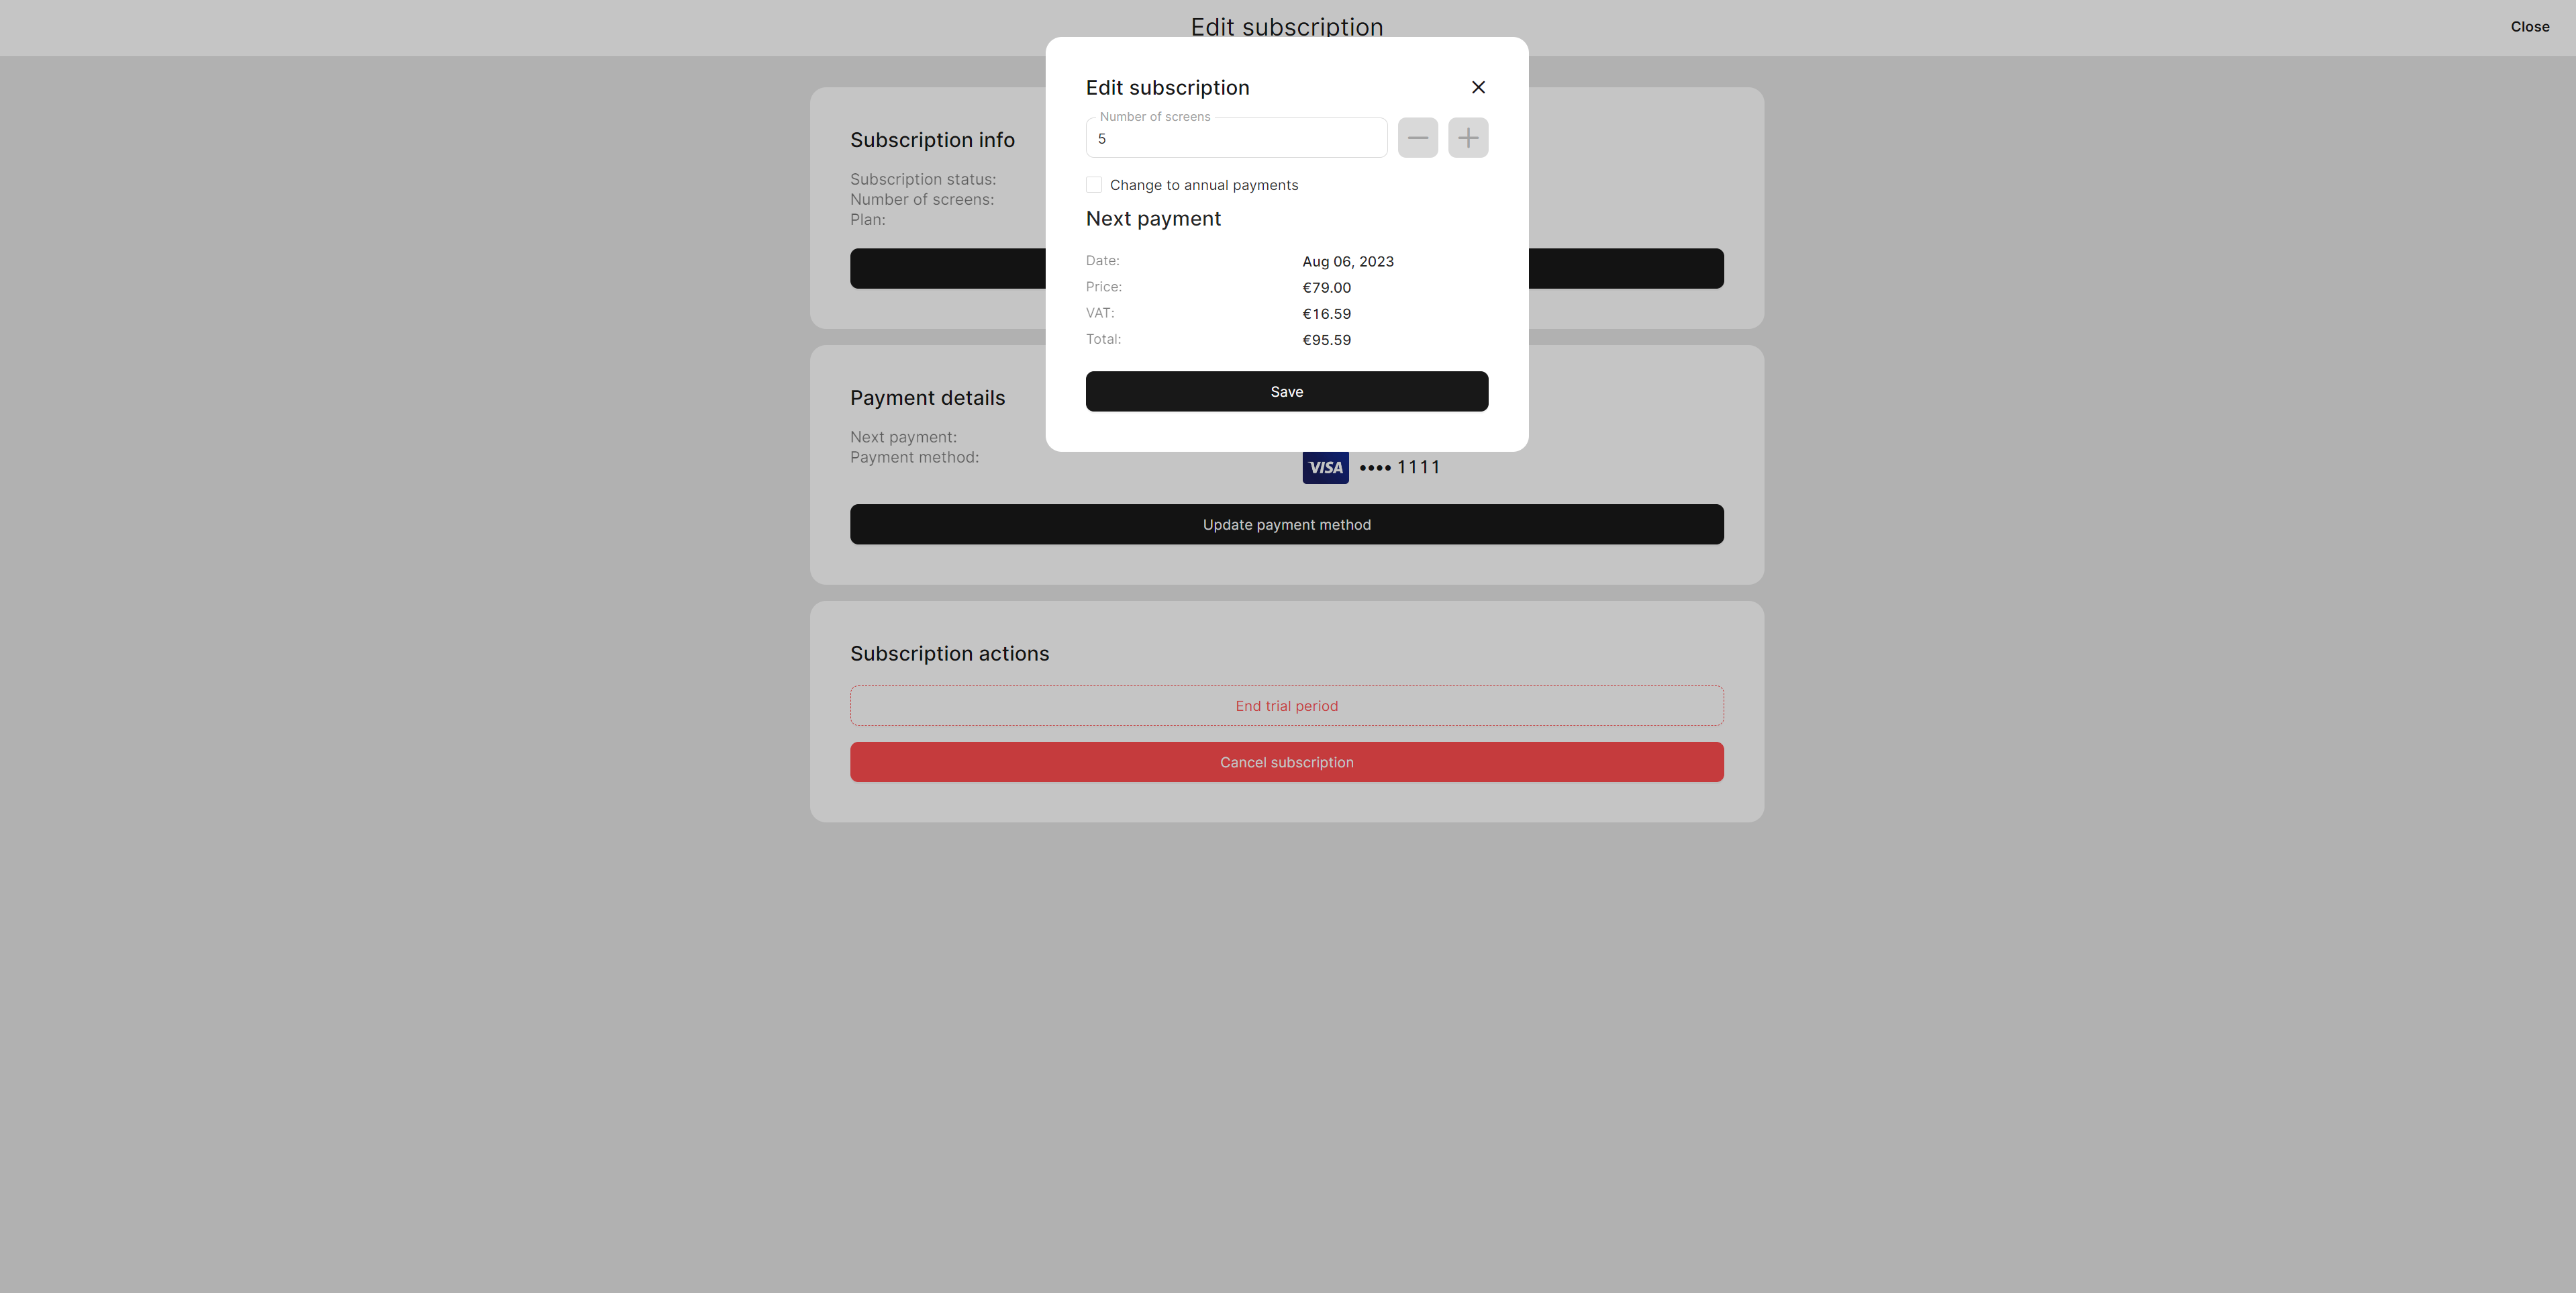 Edit subscription
Close
Edit subscription
Number of screens
5
Change to annual payments
Next payment
Date: Aug 06, 2023
Price: €79.00
VAT: €16.59
Total: €95.59
Save
Subscription info
Subscription status:
Number of screens:
Plan:
Payment details
Next payment:
Payment method: VISA •••• 1111
Update payment method
Subscription actions
End trial period
Cancel subscription